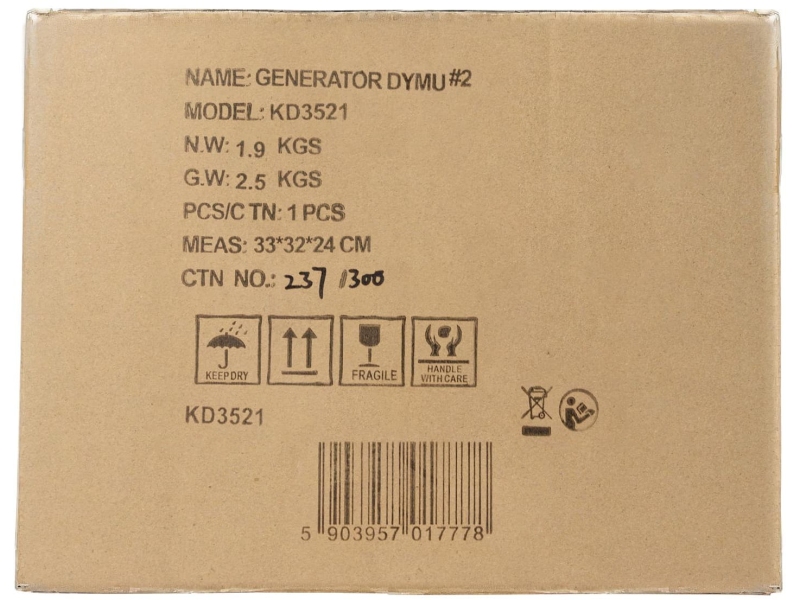 NAME: GENERATOR DYMU #2
MODEL: KD3521
N.W: 1.9 KGS
G.W: 2.5 KGS
PCS/CTN: 1 PCS
MEAS: 33*32*24 CM
CTN NO.: 237 /300
KEEP DRY
FRAGILE
HANDLE
WITH CARE
KD3521
5 903957 017778